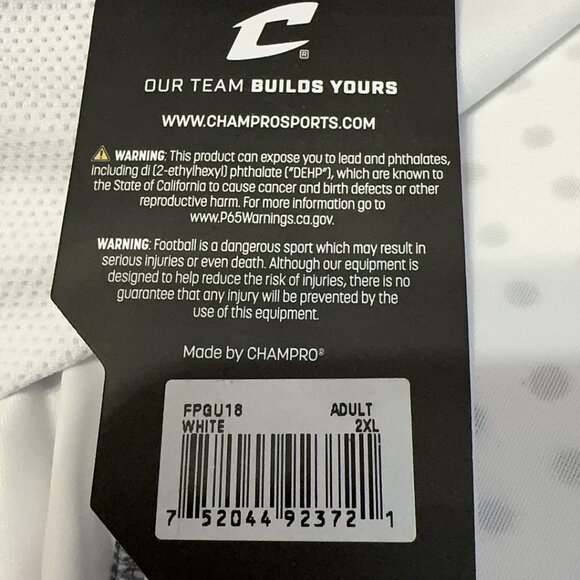 C®
OUR TEAM BUILDS YOURS
WWW.CHAMPROSPORTS.COM
WARNING: This product can expose you to lead and phthalates,
including di (2-ethylhexyl) phthalate ("DEHP"), which are known to
the State of California to cause cancer and birth defects or other
reproductive harm. For more information go to
www.P65Warnings.ca.gov.
WARNING: Football is a dangerous sport which may result in
serious injuries or even death. Although our equipment is
designed to help reduce the risk of injuries, there is no
guarantee that any injury will be prevented by the
use of this equipment.
Made by CHAMPRO®
FPGU18 ADULT
WHITE 2XL
7 52044 92372 1